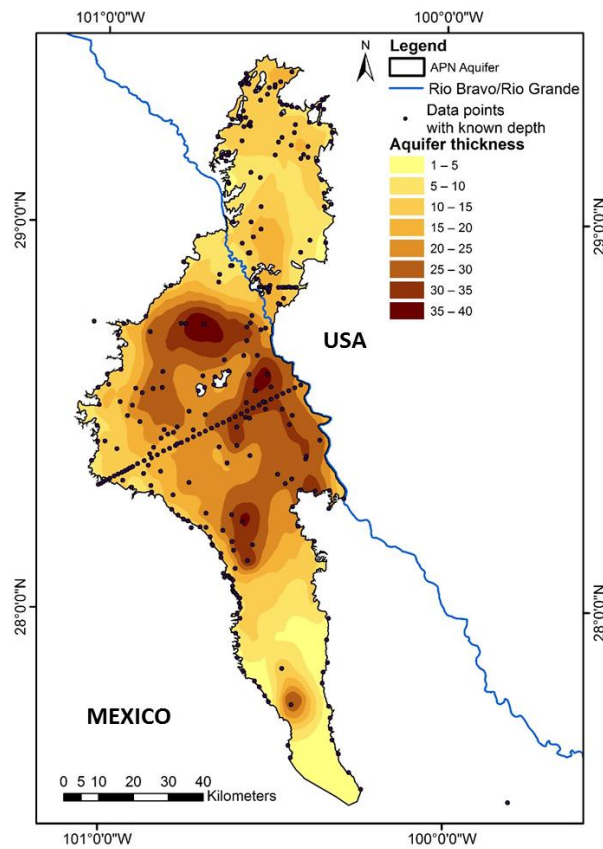 101°0'0"W
100°0'0"W
N
Legend
APN Aquifer
Rio Bravo/Rio Grande
Data points
with known depth
Aquifer thickness
1 – 5
5 – 10
10 – 15
15 – 20
20 – 25
25 – 30
30 – 35
35 – 40
29°0'0"N
29°0'0"N
USA
28°0'0"N
28°0'0"N
MEXICO
0 5 10 20 30 40
Kilometers
101°0'0"W
100°0'0"W